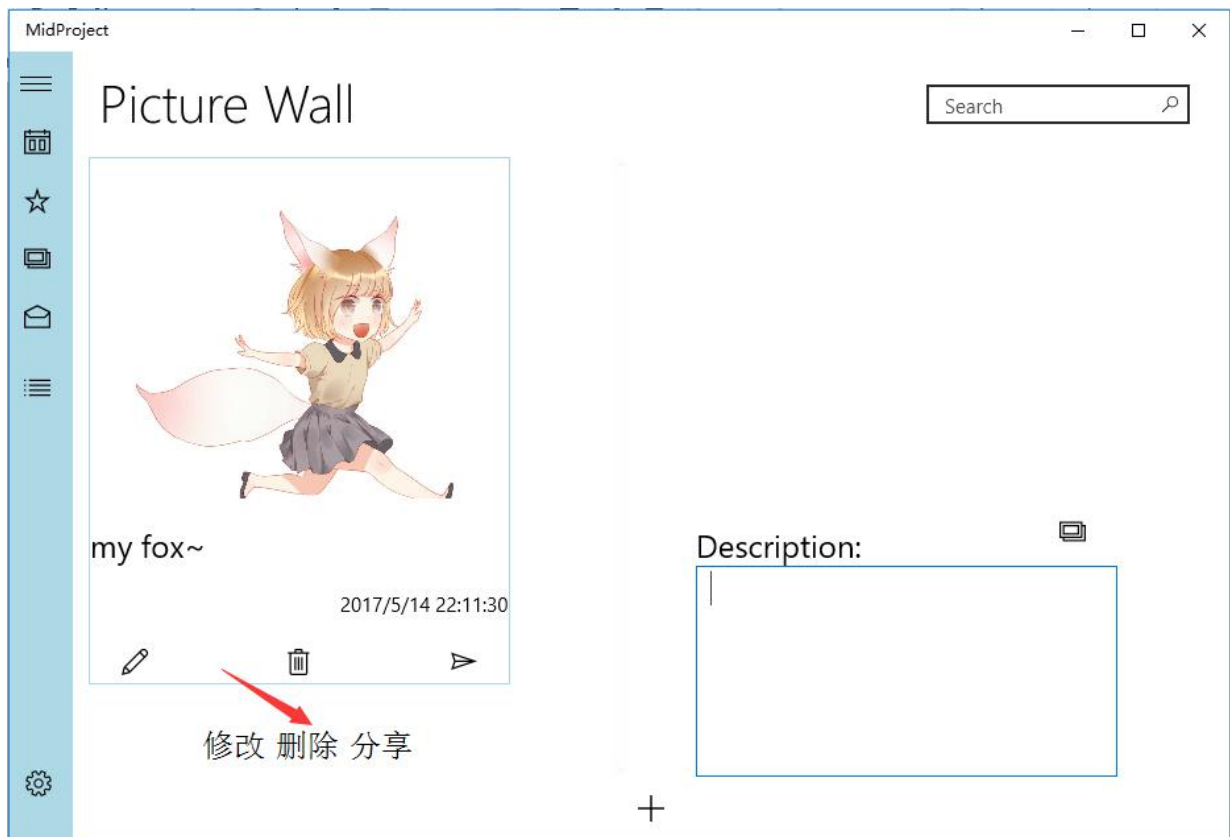 MidProject
Picture Wall
Search
my fox~
2017/5/14 22:11:30
修改 删除 分享
Description: